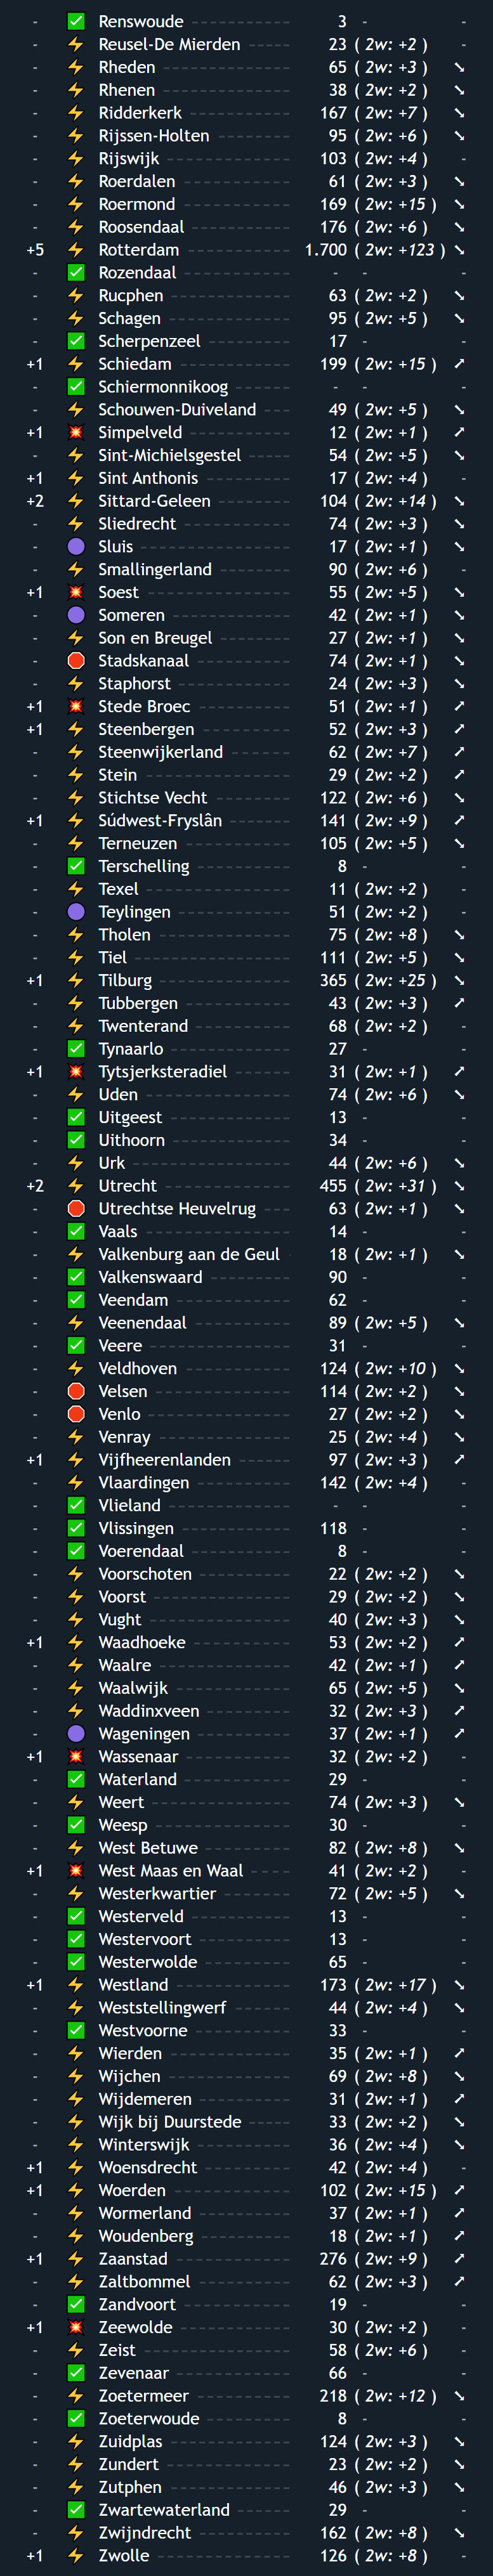 - ✅ Renswoude 3 - -
- ⚡ Reusel-De Mierden 23 ( 2w: +2 ) -
- ⚡ Rheden 65 ( 2w: +3 ) ➘
- ⚡ Rhenen 38 ( 2w: +2 ) ➘
- ⚡ Ridderkerk 167 ( 2w: +7 ) ➘
- ⚡ Rijssen-Holten 95 ( 2w: +6 ) ➘
- ⚡ Rijswijk 103 ( 2w: +4 ) -
- ⚡ Roerdalen 61 ( 2w: +3 ) ➘
- ⚡ Roermond 169 ( 2w: +15 ) ➘
- ⚡ Roosendaal 176 ( 2w: +6 ) ➘
+5 ⚡ Rotterdam 1.700 ( 2w: +123 ) ➘
- ✅ Rozendaal - - -
- ⚡ Rucphen 63 ( 2w: +2 ) ➘
- ⚡ Schagen 95 ( 2w: +5 ) ➘
- ✅ Scherpenzeel 17 - -
+1 ⚡ Schiedam 199 ( 2w: +15 ) ➚
- ✅ Schiermonnikoog - - -
- ⚡ Schouwen-Duiveland 49 ( 2w: +5 ) ➘
+1 💥 Simpelveld 12 ( 2w: +1 ) ➚
- ⚡ Sint-Michielsgestel 54 ( 2w: +5 ) ➘
+1 ⚡ Sint Anthonis 17 ( 2w: +4 ) -
+2 ⚡ Sittard-Geleen 104 ( 2w: +14 ) ➘
- ⚡ Sliedrecht 74 ( 2w: +3 ) ➘
- 🟣 Sluis 17 ( 2w: +1 ) ➘
- ⚡ Smallingerland 90 ( 2w: +6 ) -
+1 💥 Soest 55 ( 2w: +5 ) ➘
- 🟣 Someren 42 ( 2w: +1 ) ➘
- ⚡ Son en Breugel 27 ( 2w: +1 ) ➘
- 🛑 Stadskanaal 74 ( 2w: +1 ) ➘
- ⚡ Staphorst 24 ( 2w: +3 ) ➘
+1 💥 Stede Broec 51 ( 2w: +1 ) ➚
+1 ⚡ Steenbergen 52 ( 2w: +3 ) ➚
- ⚡ Steenwijkerland 62 ( 2w: +7 ) ➚
- ⚡ Stein 29 ( 2w: +2 ) ➚
- ⚡ Stichtse Vecht 122 ( 2w: +6 ) ➘
+1 ⚡ Súdwest-Fryslân 141 ( 2w: +9 ) ➚
- ⚡ Terneuzen 105 ( 2w: +5 ) ➘
- ✅ Terschelling 8 - -
- ⚡ Texel 11 ( 2w: +2 ) -
- 🟣 Teylingen 51 ( 2w: +2 ) -
- ⚡ Tholen 75 ( 2w: +8 ) ➘
- ⚡ Tiel 111 ( 2w: +5 ) ➘
+1 ⚡ Tilburg 365 ( 2w: +25 ) ➘
- ⚡ Tubbergen 43 ( 2w: +3 ) ➚
- ⚡ Twenterand 68 ( 2w: +2 ) -
- ✅ Tynaarlo 27 - -
+1 💥 Tytsjerksteradiel 31 ( 2w: +1 ) ➚
- ⚡ Uden 74 ( 2w: +6 ) ➘
- ✅ Uitgeest 13 - -
- ✅ Uithoorn 34 - -
- ⚡ Urk 44 ( 2w: +6 ) ➘
+2 ⚡ Utrecht 455 ( 2w: +31 ) ➘
- 🛑 Utrechtse Heuvelrug 63 ( 2w: +1 ) ➘
- ✅ Vaals 14 - -
- ⚡ Valkenburg aan de Geul 18 ( 2w: +1 ) ➘
- ✅ Valkenswaard 90 - -
- ✅ Veendam 62 - -
- ⚡ Veenendaal 89 ( 2w: +5 ) ➘
- ✅ Veere 31 - -
- ⚡ Veldhoven 124 ( 2w: +10 ) ➘
- 🛑 Velsen 114 ( 2w: +2 ) ➘
- 🛑 Venlo 27 ( 2w: +2 ) ➘
- ⚡ Venray 25 ( 2w: +4 ) ➘
+1 ⚡ Vijfheerenlanden 97 ( 2w: +3 ) ➚
- ⚡ Vlaardingen 142 ( 2w: +4 ) -
- ✅ Vlieland - - -
- ✅ Vlissingen 118 - -
- ✅ Voerendaal 8 - -
- ⚡ Voorschoten 22 ( 2w: +2 ) ➘
- ⚡ Voorst 29 ( 2w: +2 ) ➘
- ⚡ Vught 40 ( 2w: +3 ) ➘
+1 ⚡ Waadhoeke 53 ( 2w: +2 ) ➚
- ⚡ Waalre 42 ( 2w: +1 ) ➚
- ⚡ Waalwijk 65 ( 2w: +5 ) ➘
- ⚡ Waddinxveen 32 ( 2w: +3 ) ➚
- 🟣 Wageningen 37 ( 2w: +1 ) ➚
+1 💥 Wassenaar 32 ( 2w: +2 ) -
- ✅ Waterland 29 - -
- ⚡ Weert 74 ( 2w: +3 ) ➘
- ✅ Weesp 30 - -
- ⚡ West Betuwe 82 ( 2w: +8 ) ➘
+1 💥 West Maas en Waal 41 ( 2w: +2 ) -
- ⚡ Westerkwartier 72 ( 2w: +5 ) ➘
- ✅ Westerveld 13 - -
- ✅ Westervoort 13 - -
- ✅ Westerwolde 65 - -
+1 ⚡ Westland 173 ( 2w: +17 ) ➘
- ⚡ Weststellingwerf 44 ( 2w: +4 ) ➘
- ✅ Westvoorne 33 - -
- ⚡ Wierden 35 ( 2w: +1 ) ➚
- ⚡ Wijchen 69 ( 2w: +8 ) ➘
- ⚡ Wijdemeren 31 ( 2w: +1 ) ➚
- ⚡ Wijk bij Duurstede 33 ( 2w: +2 ) ➘
- ⚡ Winterswijk 36 ( 2w: +4 ) ➘
+1 ⚡ Woensdrecht 42 ( 2w: +4 ) -
+1 ⚡ Woerden 102 ( 2w: +15 ) ➚
- ⚡ Wormerland 37 ( 2w: +1 ) ➚
- ⚡ Woudenberg 18 ( 2w: +1 ) ➚
+1 ⚡ Zaanstad 276 ( 2w: +9 ) ➚
- ⚡ Zaltbommel 62 ( 2w: +3 ) ➚
- ✅ Zandvoort 19 - -
+1 💥 Zeewolde 30 ( 2w: +2 ) -
- ⚡ Zeist 58 ( 2w: +6 ) -
- ✅ Zevenaar 66 - -
- ⚡ Zoetermeer 218 ( 2w: +12 ) ➘
- ✅ Zoeterwoude 8 - -
- ⚡ Zuidplas 124 ( 2w: +3 ) ➘
- ⚡ Zundert 23 ( 2w: +2 ) ➘
- ⚡ Zutphen 46 ( 2w: +3 ) ➘
- ✅ Zwartewaterland 29 - -
- ⚡ Zwijndrecht 162 ( 2w: +8 ) ➘
+1 ⚡ Zwolle 126 ( 2w: +8 ) -